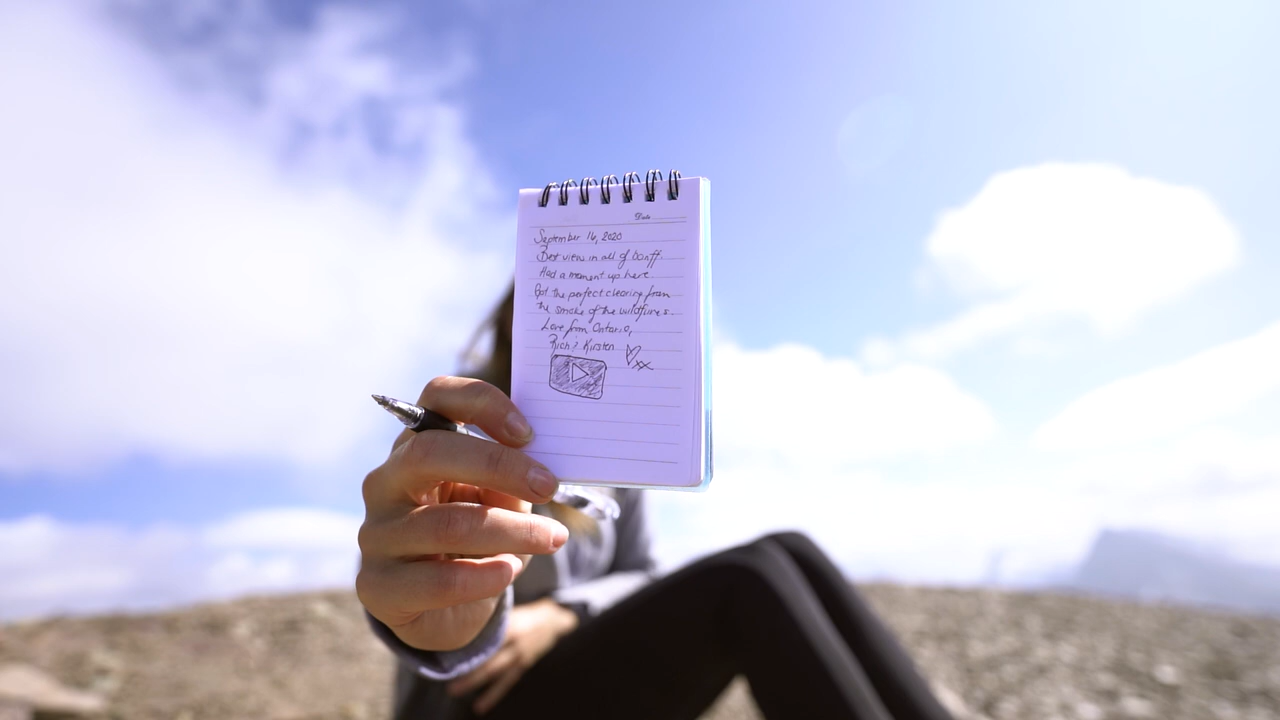 Date
September 16, 2020
Best view in all of banff.
Had a moment up here
Got the perfect clearing from
the smoke of the wildfires.
Love from Ontario,
Rich & Kirsten
xx